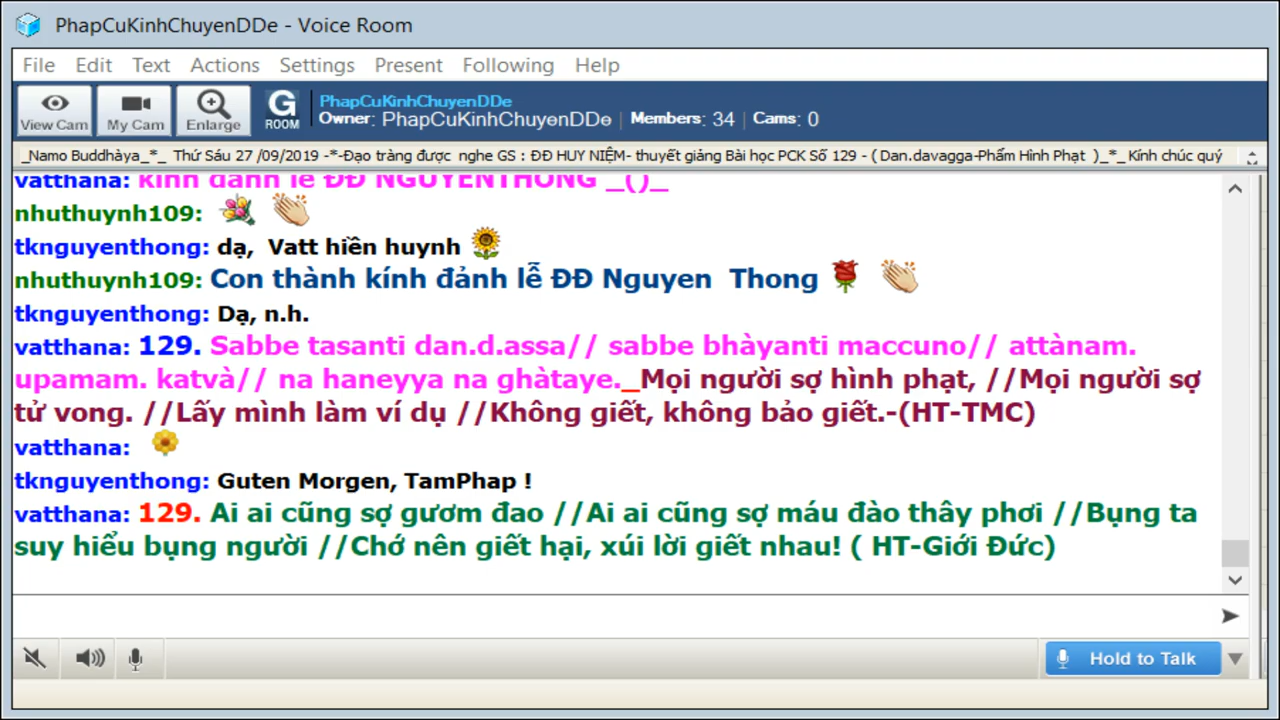 PhapCuKinhChuyenDDe - Voice Room
File Edit Text Actions Settings Present Following Help
View Cam My Cam Enlarge G ROOM PhapCuKinhChuyenDDe
Owner: PhapCuKinhChuyenDDe | Members: 34 | Cams: 0
_Namo Buddhàya_*_ Thứ Sáu 27 /09/2019 -*-Đạo tràng được nghe GS : ĐĐ HUY NIỆM- thuyết giảng Bài học PCK Số 129 - ( Dan.davagga-Phẩm Hình Phạt )_*_ Kính chúc quý
vatthana: kính đảnh lễ ĐĐ NGUYENTHONG _()_
nhuthuynh109:
tknguyenthong: dạ, Vatt hiền huynh
nhuthuynh109: Con thành kính đảnh lễ ĐĐ Nguyen Thong
tknguyenthong: Dạ, n.h.
vatthana: 129. Sabbe tasanti dan.d.assa// sabbe bhàyanti maccuno// attànam.
upamam. katvà// na haneyya na ghàtaye._Mọi người sợ hình phạt, //Mọi người sợ
tử vong. //Lấy mình làm ví dụ //Không giết, không bảo giết.-(HT-TMC)
vatthana:
tknguyenthong: Guten Morgen, TamPhap !
vatthana: 129. Ai ai cũng sợ gươm đao //Ai ai cũng sợ máu đào thây phơi //Bụng ta
suy hiểu bụng người //Chớ nên giết hại, xúi lời giết nhau! ( HT-Giới Đức)
Hold to Talk